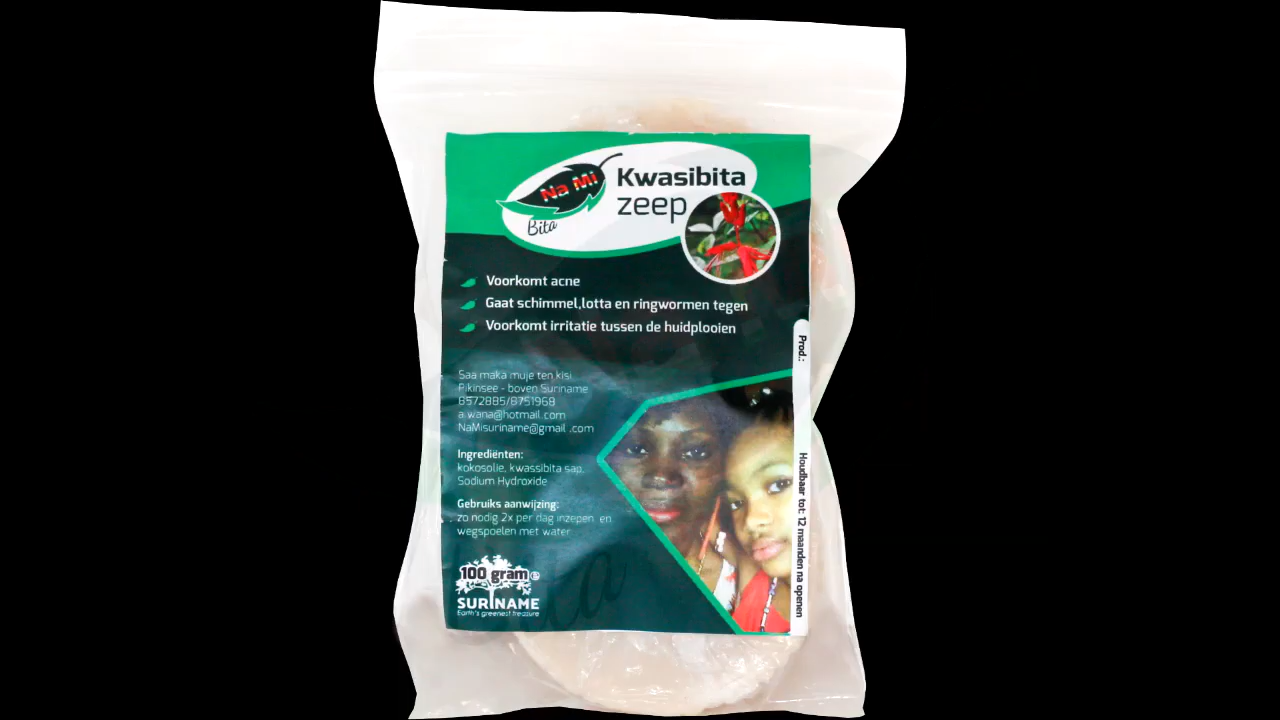 Na Mi
Bita
Kwasibita
zeep
Voorkomt acne
Gaat schimmel,lotta en ringwormen tegen
Voorkomt irritatie tussen de huidplooien
Saa maka muje ten kisi
Pikinsee - boven Suriname
8572885/8751968
a.wana@hotmail.com
NaMisuriname@gmail .com
Ingrediënten:
kokosolie, kwassibita sap,
Sodium Hydroxide
Gebruiks aanwijzing:
zo nodig 2x per dag inzepen en
wegspoelen met water
100 gram
SURINAME
Earth's greenest treasure
Prod.:
Houdbaar tot: 12 maanden na openen